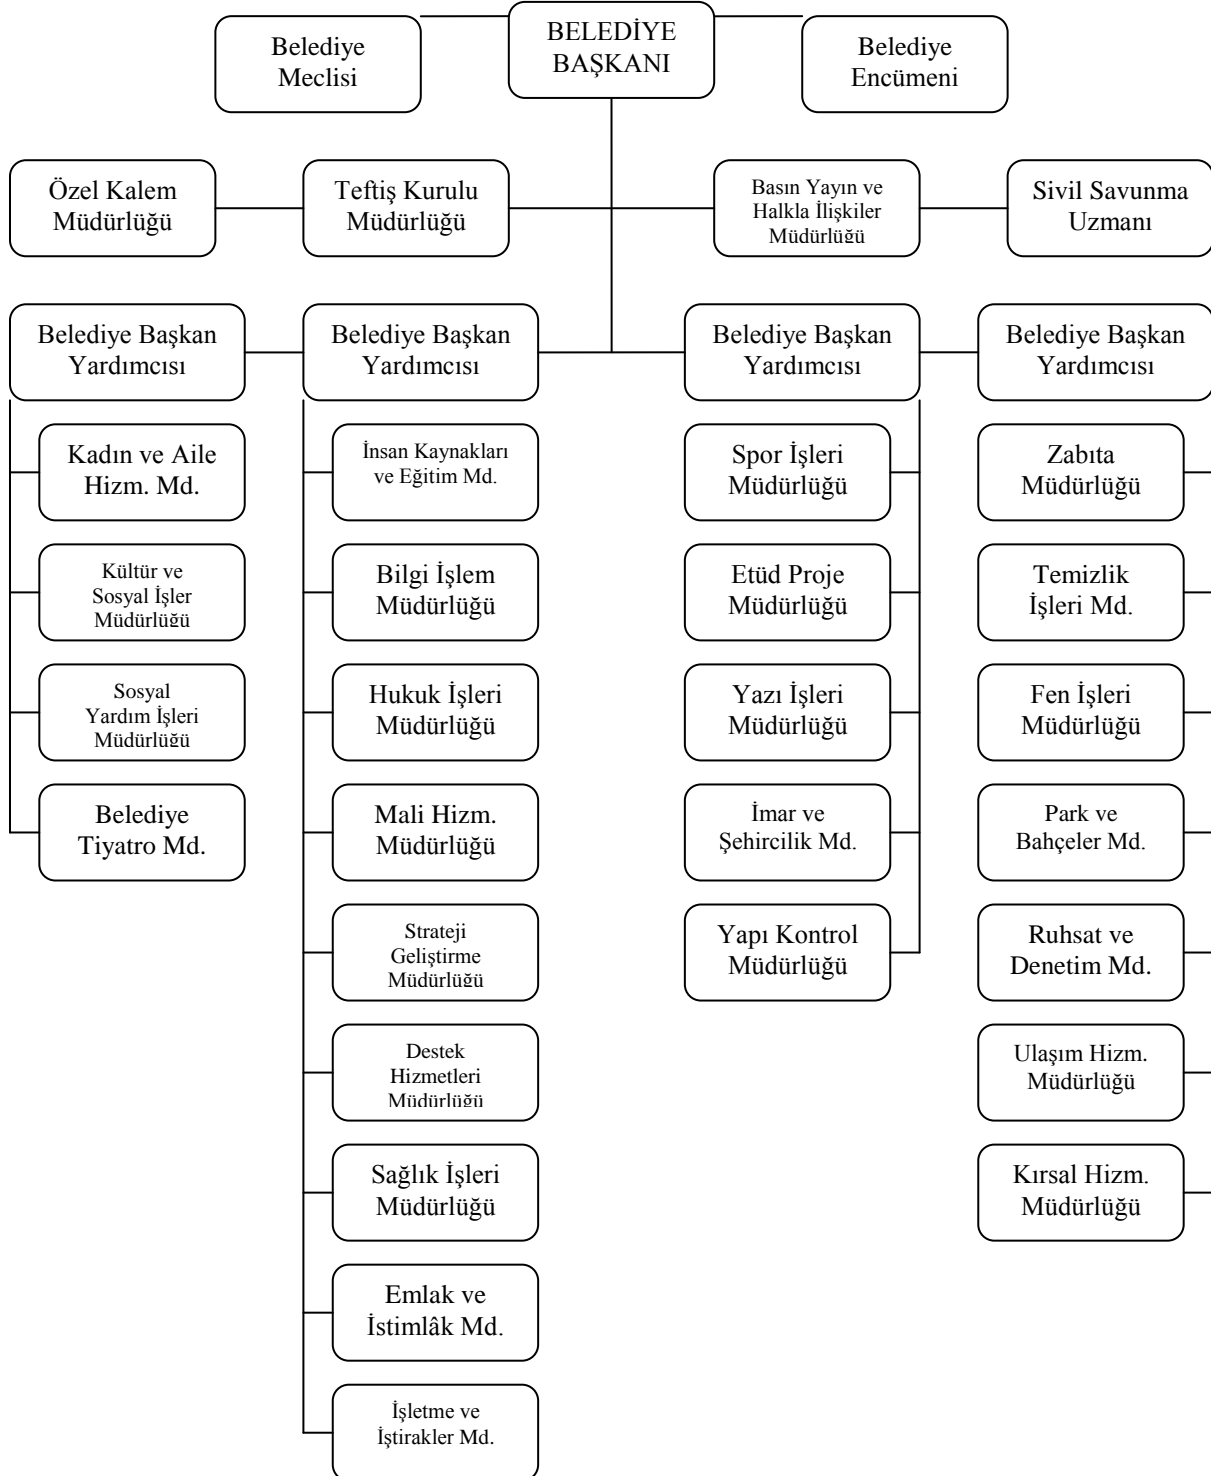 BELEDİYE
BAŞKANI
Belediye
Meclisi
Belediye
Encümeni
Özel Kalem
Müdürlüğü
Teftiş Kurulu
Müdürlüğü
Basın Yayın ve
Halkla İlişkiler
Müdürlüğü
Sivil Savunma
Uzmanı
Belediye Başkan
Yardımcısı
Belediye Başkan
Yardımcısı
Belediye Başkan
Yardımcısı
Belediye Başkan
Yardımcısı
Kadın ve Aile
Hizm. Md.
Kültür ve
Sosyal İşler
Müdürlüğü
Sosyal
Yardım İşleri
Müdürlüğü
Belediye
Tiyatro Md.
İnsan Kaynakları
ve Eğitim Md.
Bilgi İşlem
Müdürlüğü
Hukuk İşleri
Müdürlüğü
Mali Hizm.
Müdürlüğü
Strateji
Geliştirme
Müdürlüğü
Destek
Hizmetleri
Müdürlüğü
Sağlık İşleri
Müdürlüğü
Emlak ve
İstimlâk Md.
İşletme ve
İştirakler Md.
Spor İşleri
Müdürlüğü
Etüd Proje
Müdürlüğü
Yazı İşleri
Müdürlüğü
İmar ve
Şehircilik Md.
Yapı Kontrol
Müdürlüğü
Zabıta
Müdürlüğü
Temizlik
İşleri Md.
Fen İşleri
Müdürlüğü
Park ve
Bahçeler Md.
Ruhsat ve
Denetim Md.
Ulaşım Hizm.
Müdürlüğü
Kırsal Hizm.
Müdürlüğü